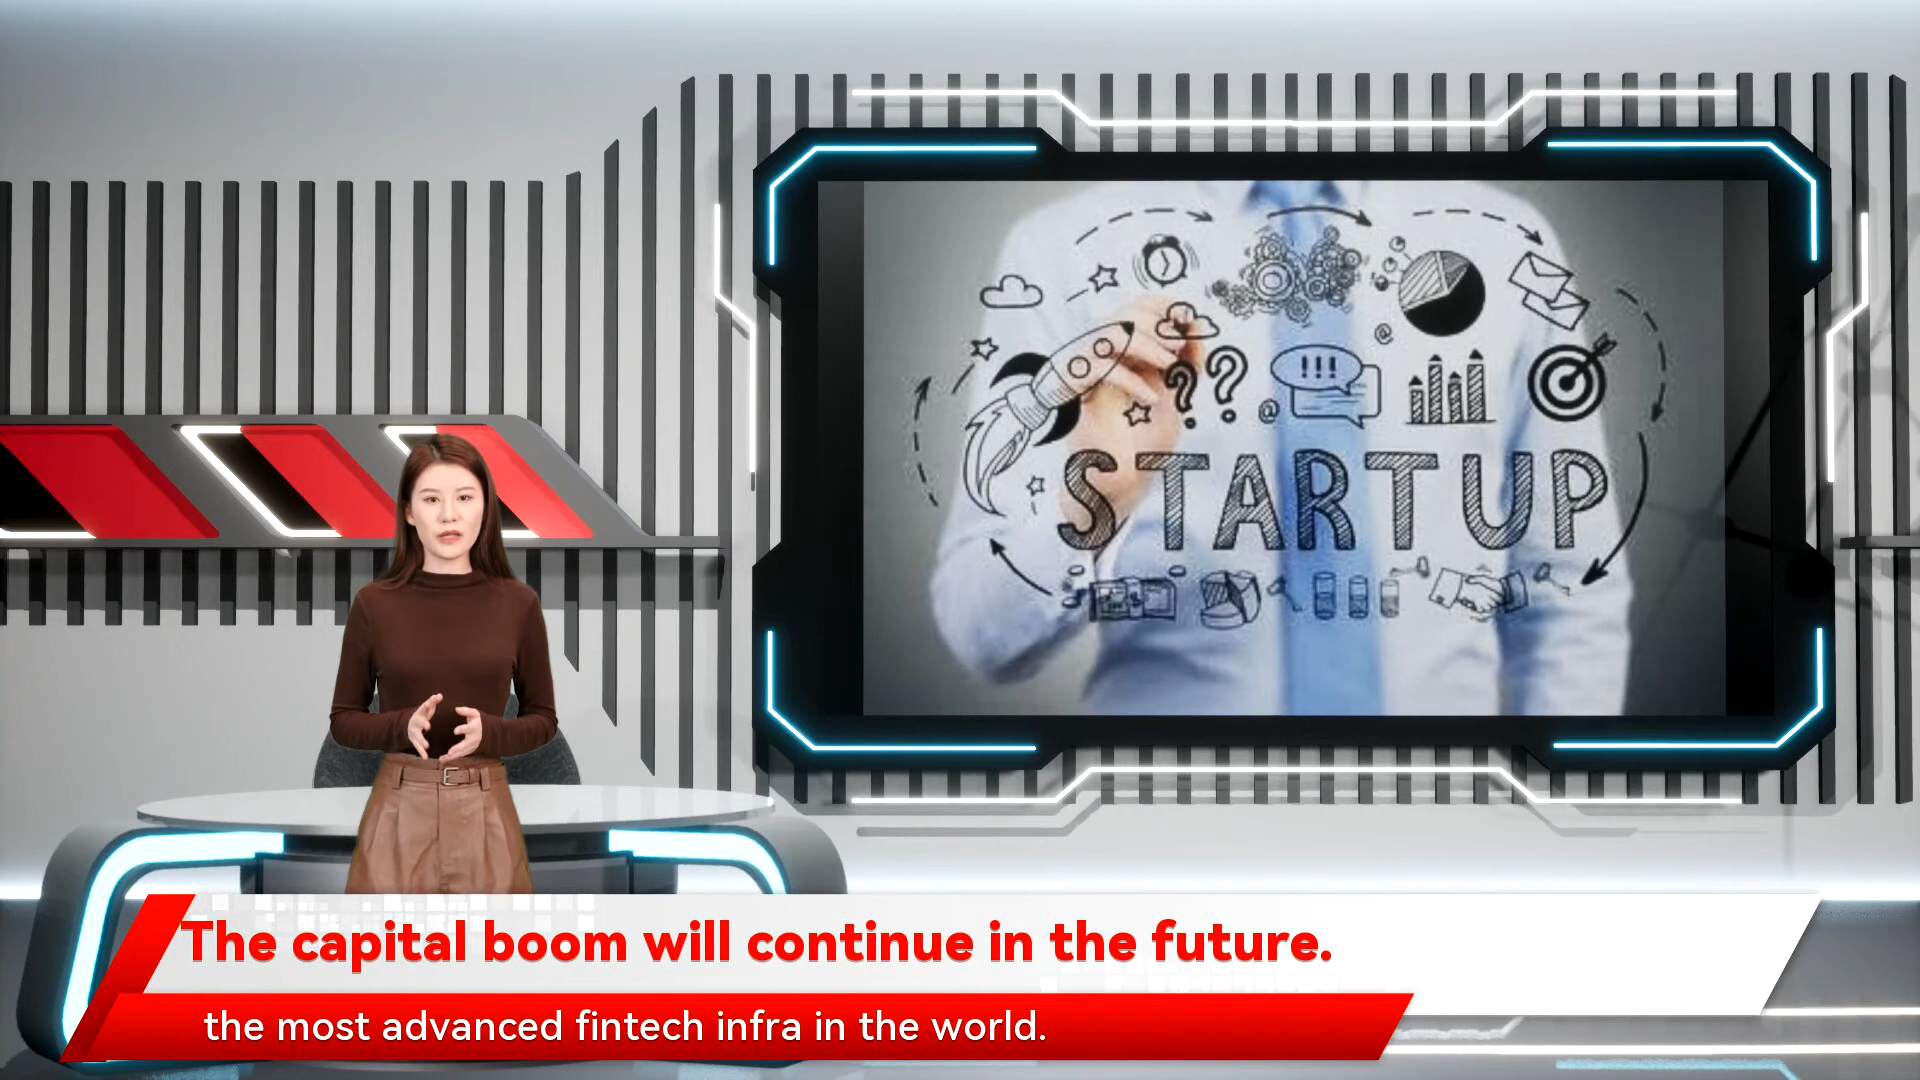 STARTUP
The capital boom will continue in the future.
the most advanced fintech infra in the world.